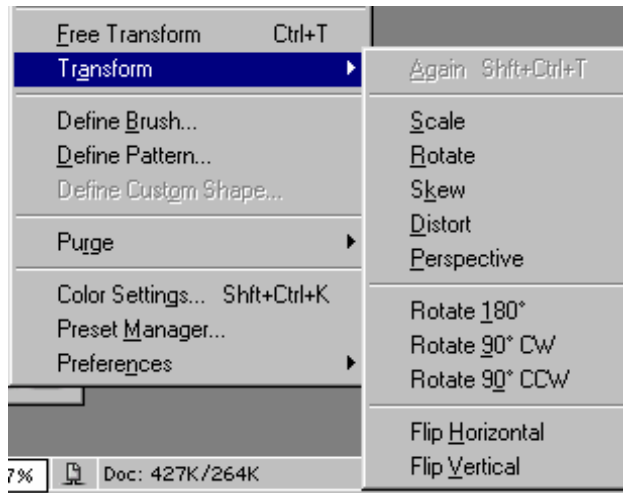 Free Transform Ctrl+T
Transform
Define Brush...
Define Pattern...
Define Custom Shape...
Purge
Color Settings... Shft+Ctrl+K
Preset Manager...
Preferences
Again Shft+Ctrl+T
Scale
Rotate
Skew
Distort
Perspective
Rotate 180°
Rotate 90° CW
Rotate 90° CCW
Flip Horizontal
Flip Vertical
7% Doc: 427K/264K